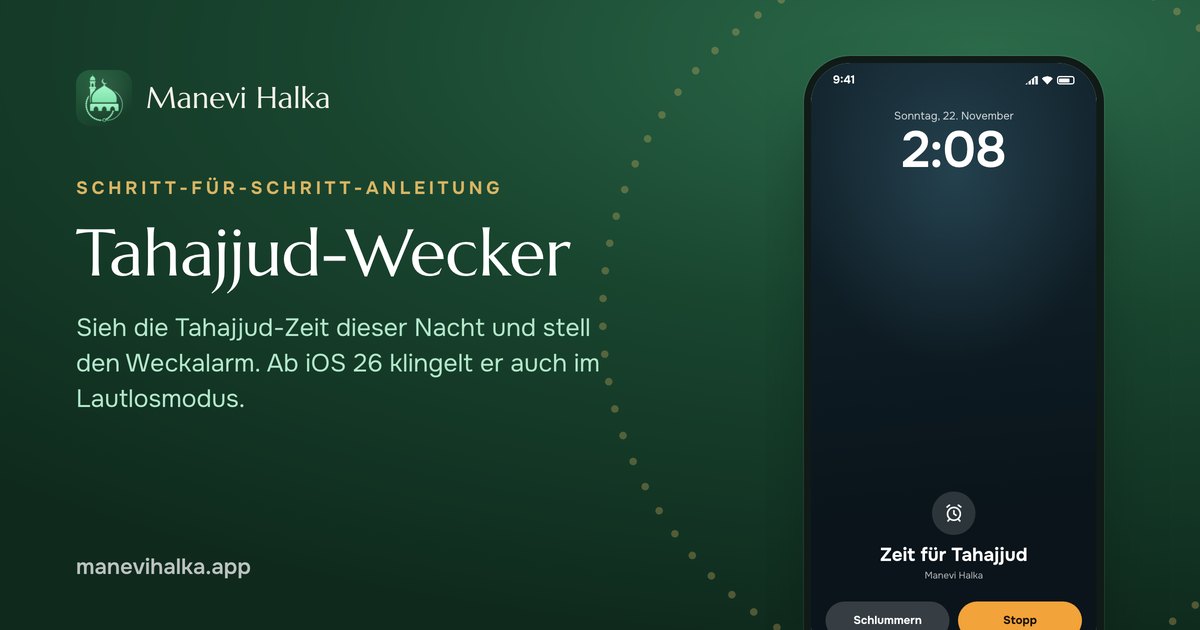 Manevi Halka
SCHRITT-FÜR-SCHRITT-ANLEITUNG
Tahajjud-Wecker
Sieh die Tahajjud-Zeit dieser Nacht und stell
den Weckalarm. Ab iOS 26 klingelt er auch im
Lautlosmodus.
manevihalka.app
9:41
Sonntag, 22. November
2:08
Zeit für Tahajjud
Manevi Halka
Schlummern
Stopp